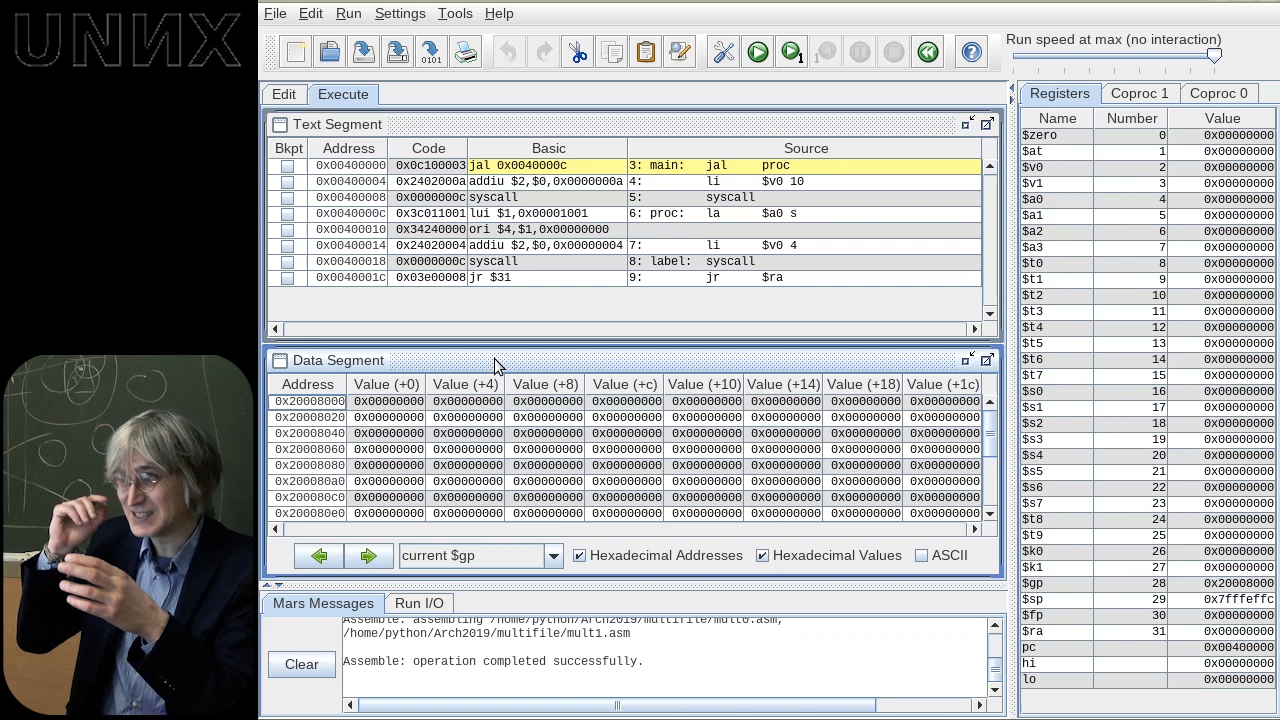 UNИX
File Edit Run Settings Tools Help
Run speed at max (no interaction)
Edit Execute
Text Segment
Bkpt Address Code Basic Source
0x00400000 0x0c100003 jal 0x0040000c 3: main: jal proc
0x00400004 0x2402000a addiu $2,$0,0x0000000a 4: li $v0 10
0x00400008 0x0000000c syscall 5: syscall
0x0040000c 0x3c011001 lui $1,0x00001001 6: proc: la $a0 s
0x00400010 0x34240000 ori $4,$1,0x00000000
0x00400014 0x24020004 addiu $2,$0,0x00000004 7: li $v0 4
0x00400018 0x0000000c syscall 8: label: syscall
0x0040001c 0x03e00008 jr $31 9: jr $ra
Data Segment
Address Value (+0) Value (+4) Value (+8) Value (+c) Value (+10) Value (+14) Value (+18) Value (+1c)
0x20008000 0x00000000 0x00000000 0x00000000 0x00000000 0x00000000 0x00000000 0x00000000 0x00000000
0x20008020 0x00000000 0x00000000 0x00000000 0x00000000 0x00000000 0x00000000 0x00000000 0x00000000
0x20008040 0x00000000 0x00000000 0x00000000 0x00000000 0x00000000 0x00000000 0x00000000 0x00000000
0x20008060 0x00000000 0x00000000 0x00000000 0x00000000 0x00000000 0x00000000 0x00000000 0x00000000
0x20008080 0x00000000 0x00000000 0x00000000 0x00000000 0x00000000 0x00000000 0x00000000 0x00000000
0x200080a0 0x00000000 0x00000000 0x00000000 0x00000000 0x00000000 0x00000000 0x00000000 0x00000000
0x200080c0 0x00000000 0x00000000 0x00000000 0x00000000 0x00000000 0x00000000 0x00000000 0x00000000
0x200080e0 0x00000000 0x00000000 0x00000000 0x00000000 0x00000000 0x00000000 0x00000000 0x00000000
current $gp Hexadecimal Addresses Hexadecimal Values ASCII
Mars Messages Run I/O
Assemble: assembling /home/python/Arch2019/multifile/mult0.asm,
/home/python/Arch2019/multifile/mult1.asm
Assemble: operation completed successfully.
Clear
Registers Coproc 1 Coproc 0
Name Number Value
$zero 0 0x00000000
$at 1 0x00000000
$v0 2 0x00000000
$v1 3 0x00000000
$a0 4 0x00000000
$a1 5 0x00000000
$a2 6 0x00000000
$a3 7 0x00000000
$t0 8 0x00000000
$t1 9 0x00000000
$t2 10 0x00000000
$t3 11 0x00000000
$t4 12 0x00000000
$t5 13 0x00000000
$t6 14 0x00000000
$t7 15 0x00000000
$s0 16 0x00000000
$s1 17 0x00000000
$s2 18 0x00000000
$s3 19 0x00000000
$s4 20 0x00000000
$s5 21 0x00000000
$s6 22 0x00000000
$s7 23 0x00000000
$t8 24 0x00000000
$t9 25 0x00000000
$k0 26 0x00000000
$k1 27 0x00000000
$gp 28 0x20008000
$sp 29 0x7fffeffc
$fp 30 0x00000000
$ra 31 0x00000000
pc 0x00400000
hi 0x00000000
lo 0x00000000